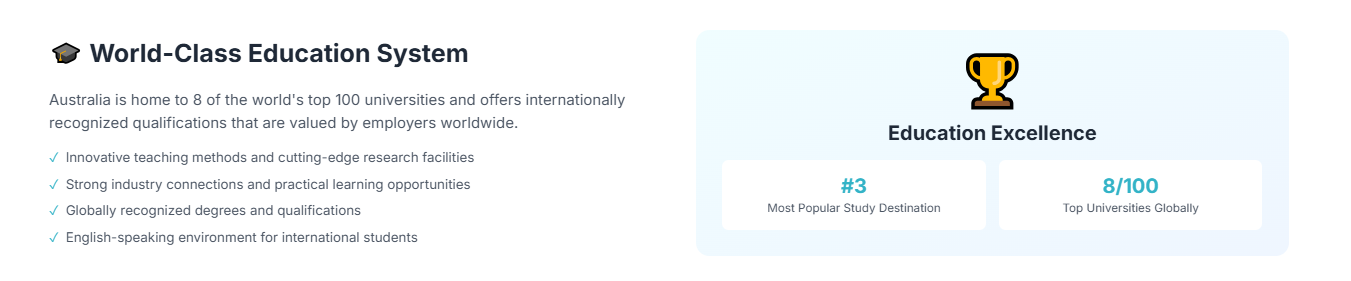 World-Class Education System
Australia is home to 8 of the world's top 100 universities and offers internationally
recognized qualifications that are valued by employers worldwide.
✓ Innovative teaching methods and cutting-edge research facilities
✓ Strong industry connections and practical learning opportunities
✓ Globally recognized degrees and qualifications
✓ English-speaking environment for international students
Education Excellence
#3
Most Popular Study Destination
8/100
Top Universities Globally